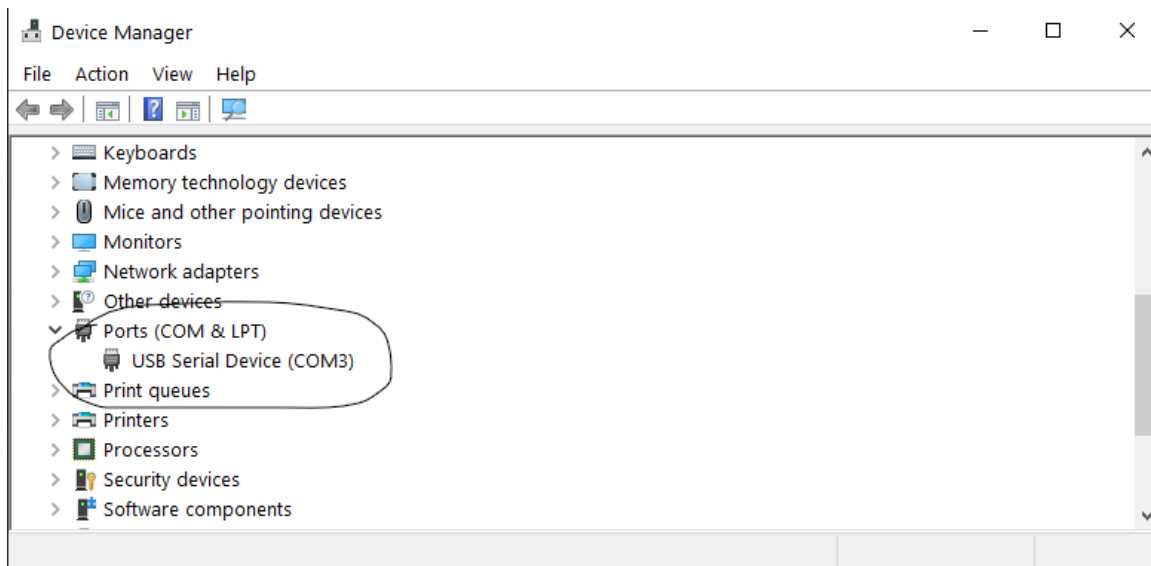 Device Manager
File Action View Help
Keyboards
Memory technology devices
Mice and other pointing devices
Monitors
Network adapters
Other devices
Ports (COM & LPT)
USB Serial Device (COM3)
Print queues
Printers
Processors
Security devices
Software components